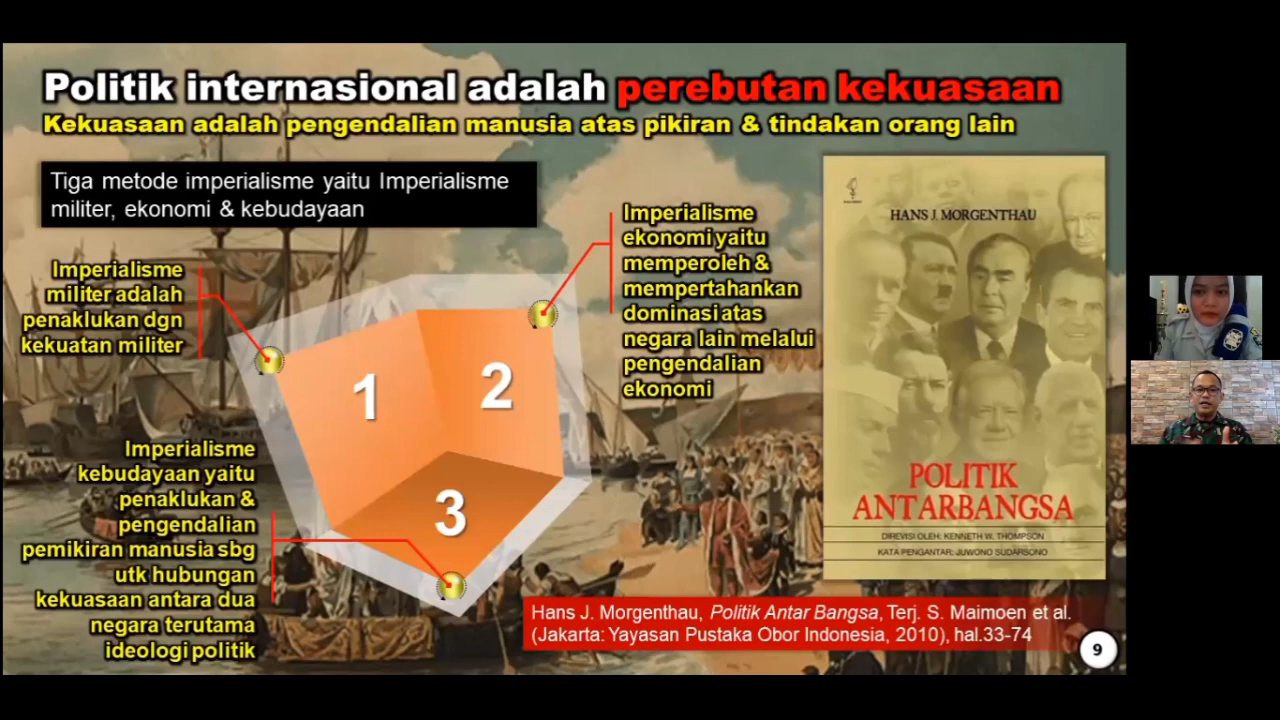 Politik internasional adalah perebutan kekuasaan
Kekuasaan adalah pengendalian manusia atas pikiran & tindakan orang lain
Tiga metode imperialisme yaitu Imperialisme
militer, ekonomi & kebudayaan
Imperialisme
militer adalah
penaklukan dgn
kekuatan militer
1
Imperialisme
ekonomi yaitu
memperoleh &
mempertahankan
dominasi atas
negara lain melalui
pengendalian
ekonomi
2
Imperialisme
kebudayaan yaitu
penaklukan &
pengendalian
pemikiran manusia sbg
utk hubungan
kekuasaan antara dua
negara terutama
ideologi politik
3
HANS J. MORGENTHAU
POLITIK
ANTARBANGSA
DIREVISI OLEH: KENNETH W. THOMPSON
KATA PENGANTAR: JUWONO SUDARSONO
Hans J. Morgenthau, Politik Antar Bangsa, Terj. S. Maimoen et al.
(Jakarta: Yayasan Pustaka Obor Indonesia, 2010), hal.33-74
9